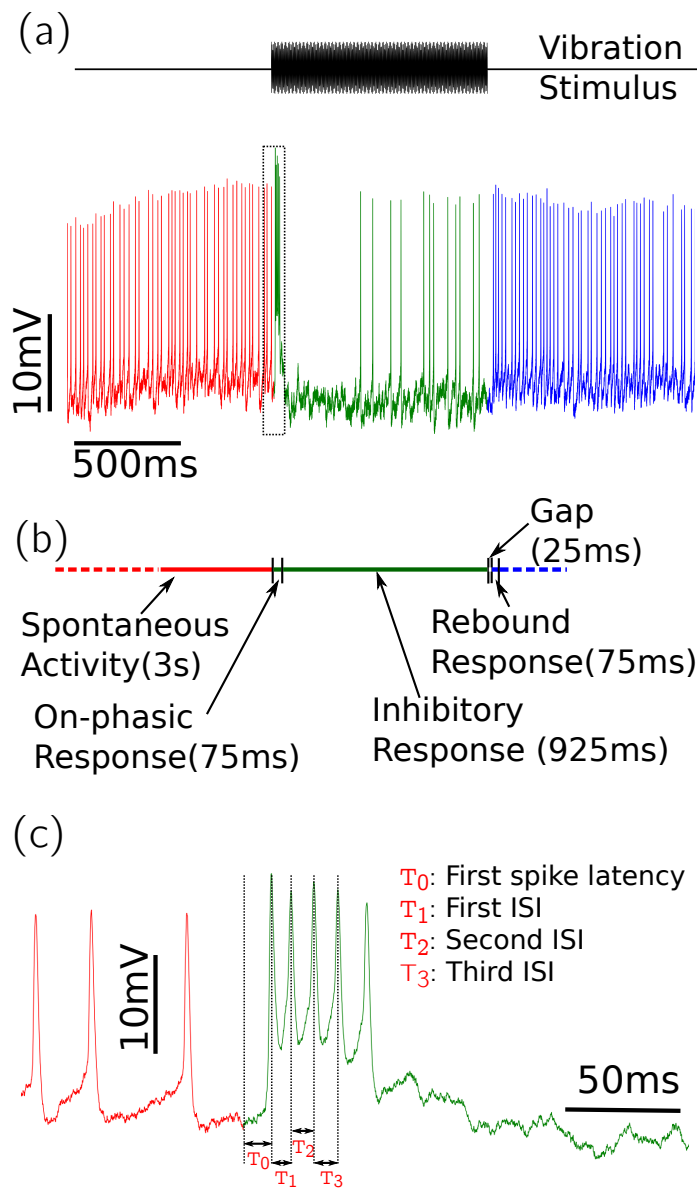 (a)
Vibration
Stimulus
10mV
500ms
(b)
Gap
(25ms)
Spontaneous
Activity(3s)
Rebound
Response(75ms)
On-phasic
Response(75ms)
Inhibitory
Response (925ms)
(c)
T0: First spike latency
T1: First ISI
T2: Second ISI
T3: Third ISI
10mV
50ms
T0
T1
T2
T3